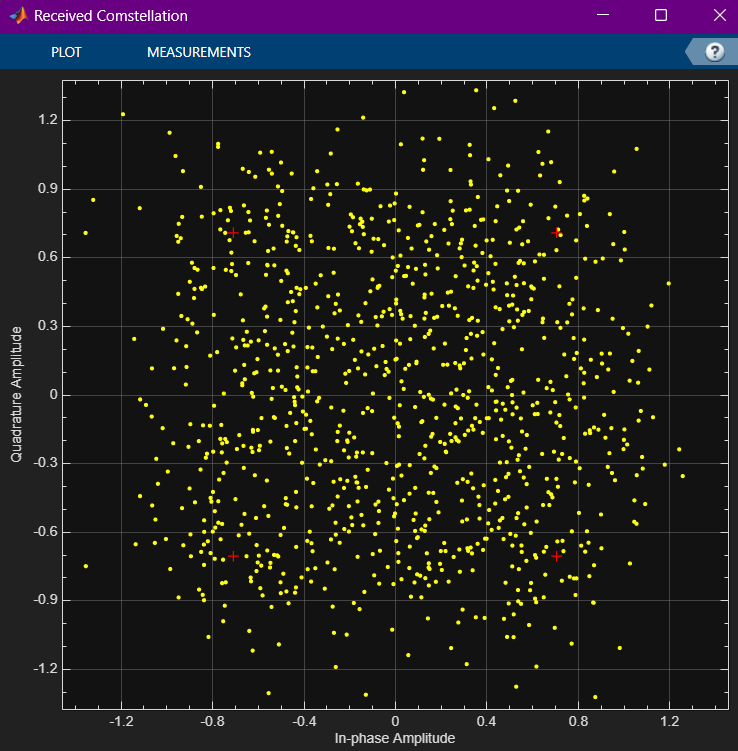 Received Comstellation
PLOT MEASUREMENTS ?
1.2
0.9
0.6
0.3
0
-0.3
-0.6
-0.9
-1.2
Quadrature Amplitude
-1.2 -0.8 -0.4 0 0.4 0.8 1.2
In-phase Amplitude